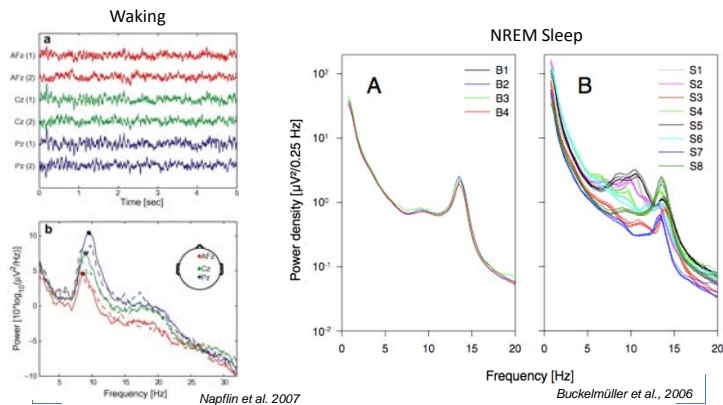 Waking
NREM Sleep
a
AFz (1)
AFz (2)
Cz (1)
Cz (2)
Pz (1)
Pz (2)
0 1 2 3 4 5
Time [sec]
b
AFz
Cz
Pz
10
5
0
−5
−10
Power [10*log10(µV²/Hz)]
5 10 15 20 25 30
Frequency [Hz]
Napflin et al. 2007
A
B1
B2
B3
B4
B
S1
S2
S3
S4
S5
S6
S7
S8
10²
10¹
10⁰
10⁻¹
10⁻²
Power density [µV²/0.25 Hz]
0 5 10 15 20
0 5 10 15 20
Frequency [Hz]
Buckelmüller et al., 2006